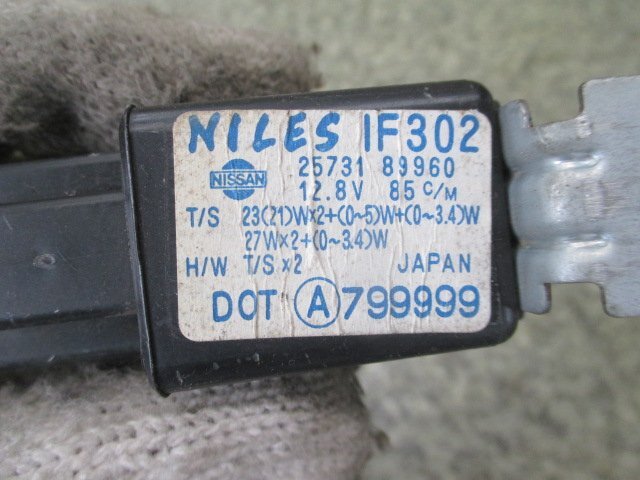 NILES IF302
NISSAN 25731 89960
12.8V 85 C/M
T/S 23(21)W×2+(0~5)W+(0~3.4)W
27W×2+(0~3.4)W
H/W T/S×2 JAPAN
DOT Ⓐ799999